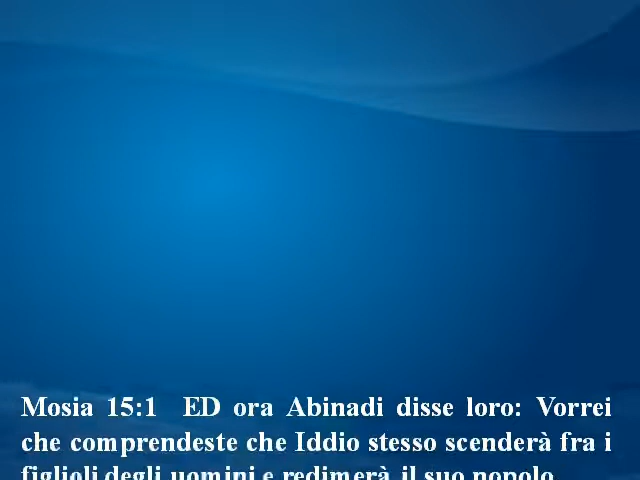 Mosia 15:1 ED ora Abinadi disse loro: Vorrei
che comprendeste che Iddio stesso scenderà fra i
figlioli degli uomini e redimerà il suo popolo